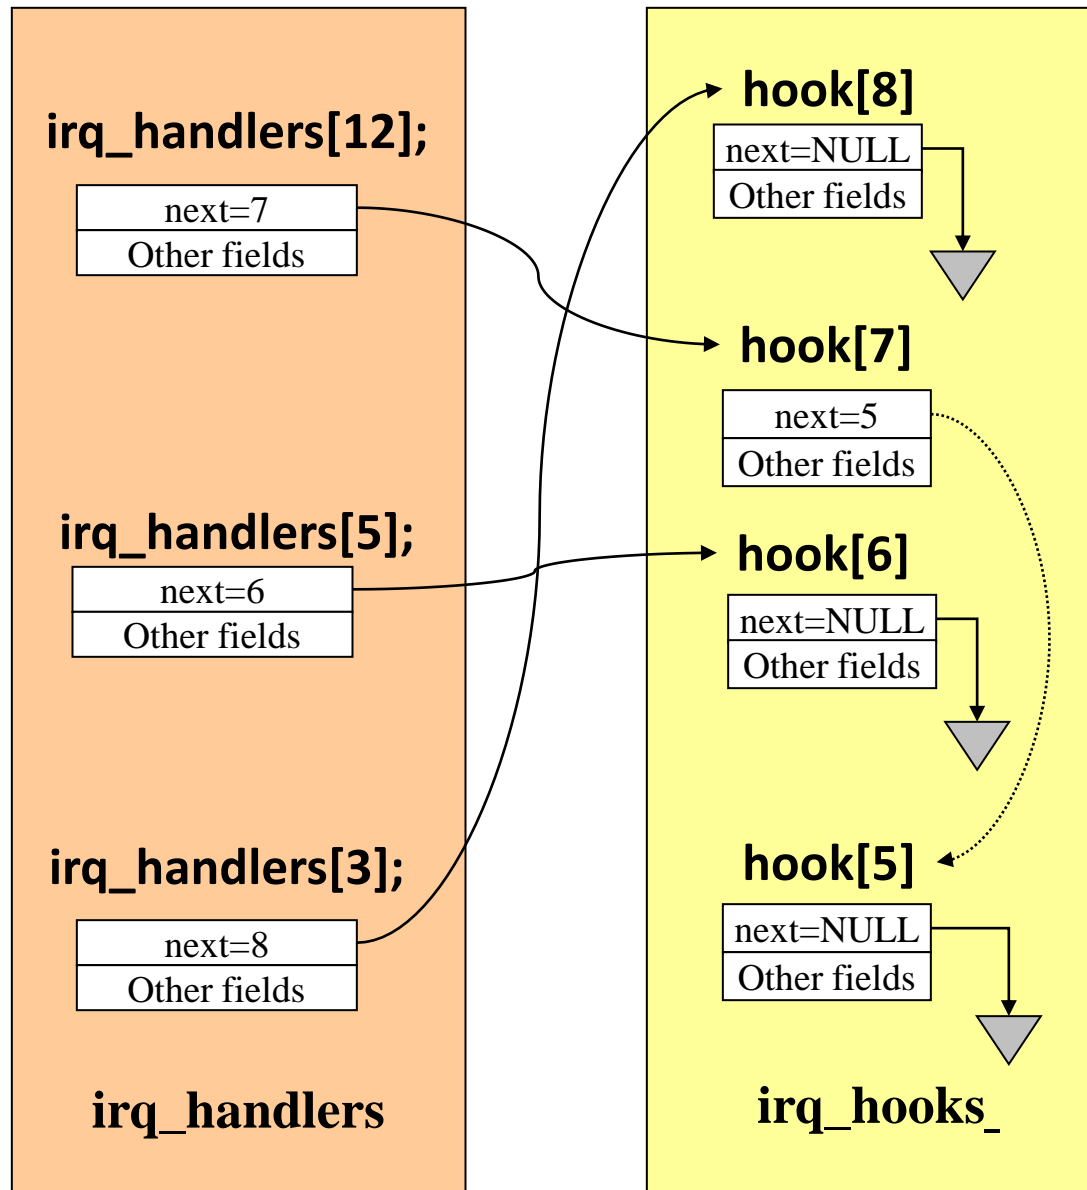 irq_handlers[12];
next=7
Other fields
irq_handlers[5];
next=6
Other fields
irq_handlers[3];
next=8
Other fields
irq_handlers
hook[8]
next=NULL
Other fields
hook[7]
next=5
Other fields
hook[6]
next=NULL
Other fields
hook[5]
next=NULL
Other fields
irq_hooks_